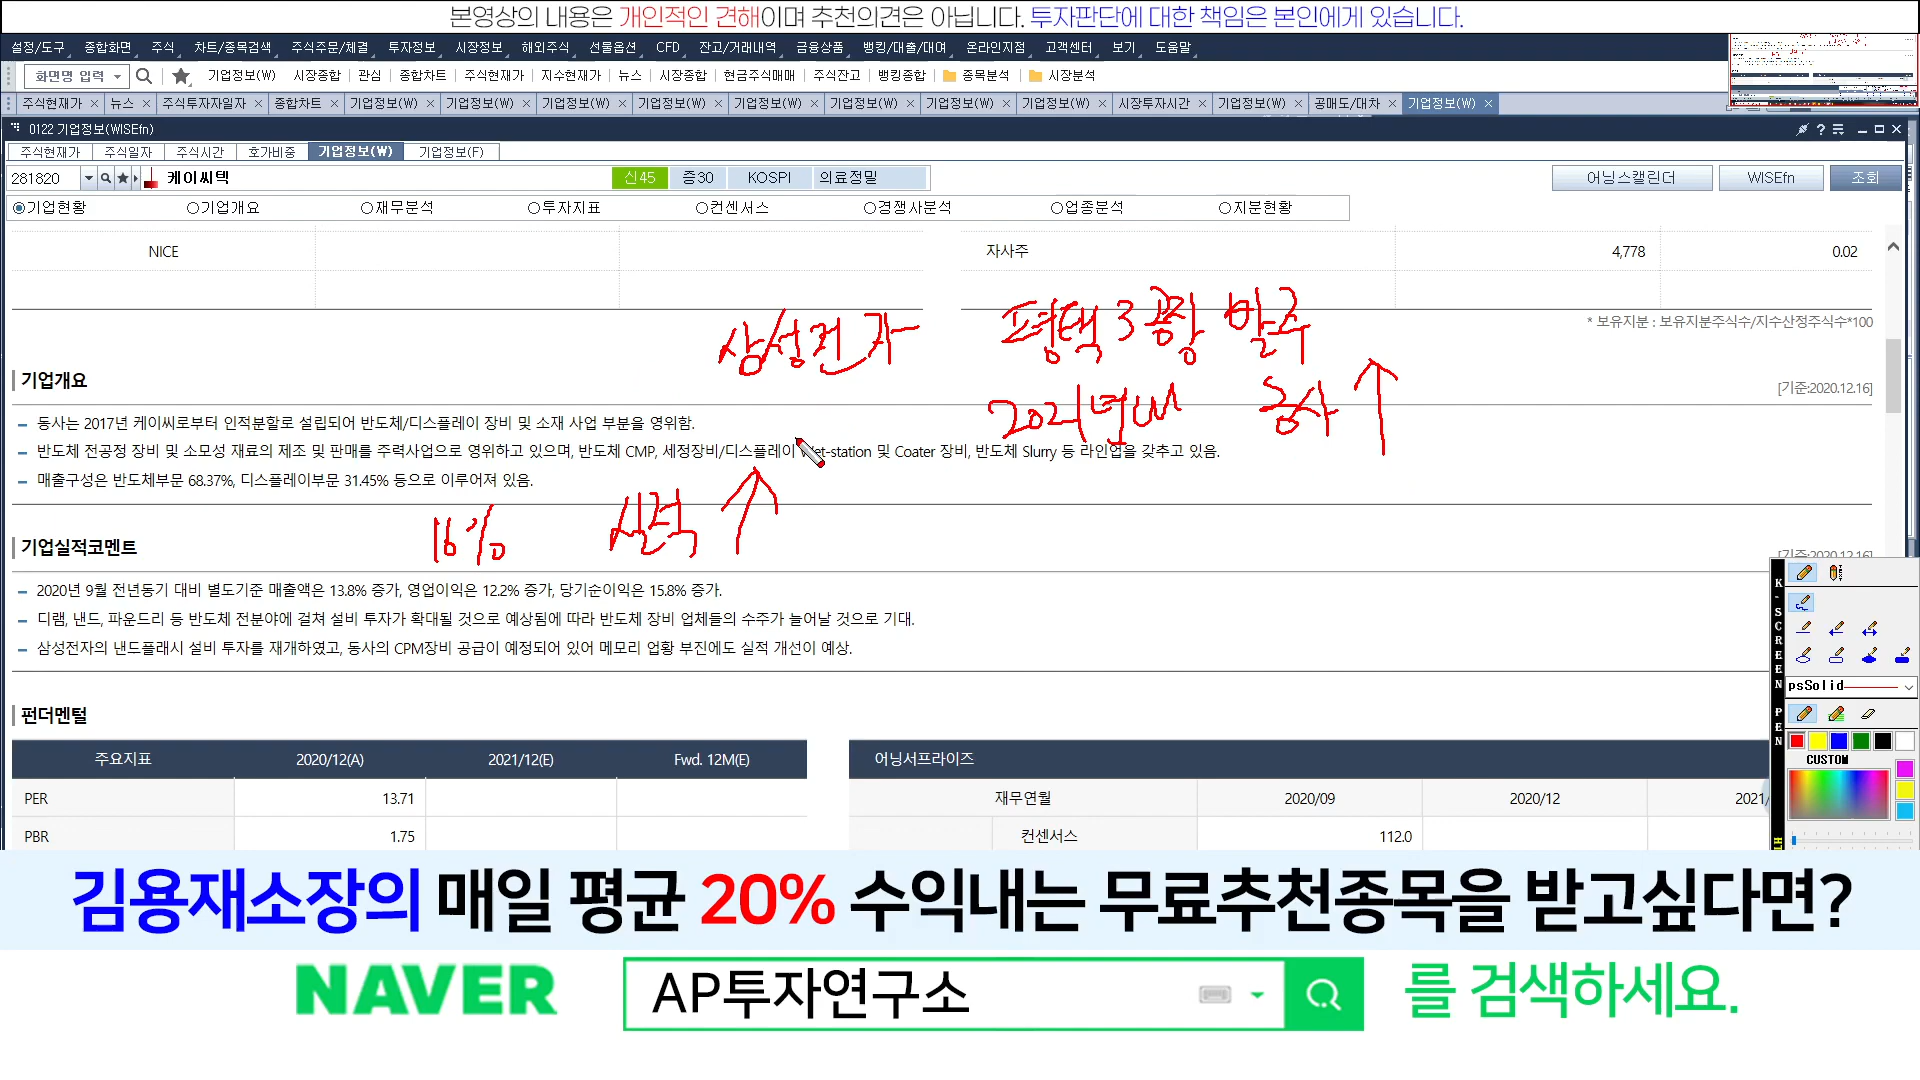 본영상의 내용은 개인적인 견해이며 추천의견은 아닙니다. 투자판단에 대한 책임은 본인에게 있습니다.
설정/도구 종합화면 주식 차트/종목검색 주식주문/체결 투자정보 시장정보 해외주식 선물옵션 CFD 잔고/거래내역 금융상품 뱅킹/대출/대여 온라인지점 고객센터 보기 도움말
화면명 입력 기업정보(W) 시장종합 관심 종합차트 주식현재가 지수현재가 뉴스 시장종합 현금주식매매 주식잔고 뱅킹종합 종목분석 시장분석
주식현재가 뉴스 주식투자자일자 종합차트 기업정보(W) 기업정보(W) 기업정보(W) 기업정보(W) 기업정보(W) 기업정보(W) 기업정보(W) 기업정보(W) 시장투자시간 기업정보(W) 공매도/대차 기업정보(W)
0122 기업정보(WISEfn)
주식현재가 주식일자 주식시간 호가비중 기업정보(W) 기업정보(F)
281820 케이씨텍 신45 증30 KOSPI 의료정밀 어닝스캘린더 WISEfn 조회
기업현황 기업개요 재무분석 투자지표 컨센서스 경쟁사분석 업종분석 지분현황
NICE 자사주 4,778 0.02
* 보유지분 : 보유지분주식수/지수산정주식수*100
삼성전자 평택 3공장 발주
기업개요 [기준:2020.12.16]
2021년내 공사
동사는 2017년 케이씨로부터 인적분할로 설립되어 반도체/디스플레이 장비 및 소재 사업 부분을 영위함.
반도체 전공정 장비 및 소모성 재료의 제조 및 판매를 주력사업으로 영위하고 있으며, 반도체 CMP, 세정장비/디스플레이 et-station 및 Coater 장비, 반도체 Slurry 등 라인업을 갖추고 있음.
매출구성은 반도체부문 68.37%, 디스플레이부문 31.45% 등으로 이루어져 있음.
16% 실적
기업실적코멘트 [기준:2020.12.16]
2020년 9월 전년동기 대비 별도기준 매출액은 13.8% 증가, 영업이익은 12.2% 증가, 당기순이익은 15.8% 증가.
디램, 낸드, 파운드리 등 반도체 전분야에 걸쳐 설비 투자가 확대될 것으로 예상됨에 따라 반도체 장비 업체들의 수주가 늘어날 것으로 기대.
삼성전자의 낸드플래시 설비 투자를 재개하였고, 동사의 CPM장비 공급이 예정되어 있어 메모리 업황 부진에도 실적 개선이 예상.
K-SCREEN PEN
psSolid
CUSTOM
펀더멘털
주요지표 2020/12(A) 2021/12(E) Fwd. 12M(E) 어닝서프라이즈
PER 13.71 재무연월 2020/09 2020/12 2021/
PBR 1.75 컨센서스 112.0
김용재소장의 매일 평균 20% 수익내는 무료추천종목을 받고싶다면?
NAVER AP투자연구소 를 검색하세요.